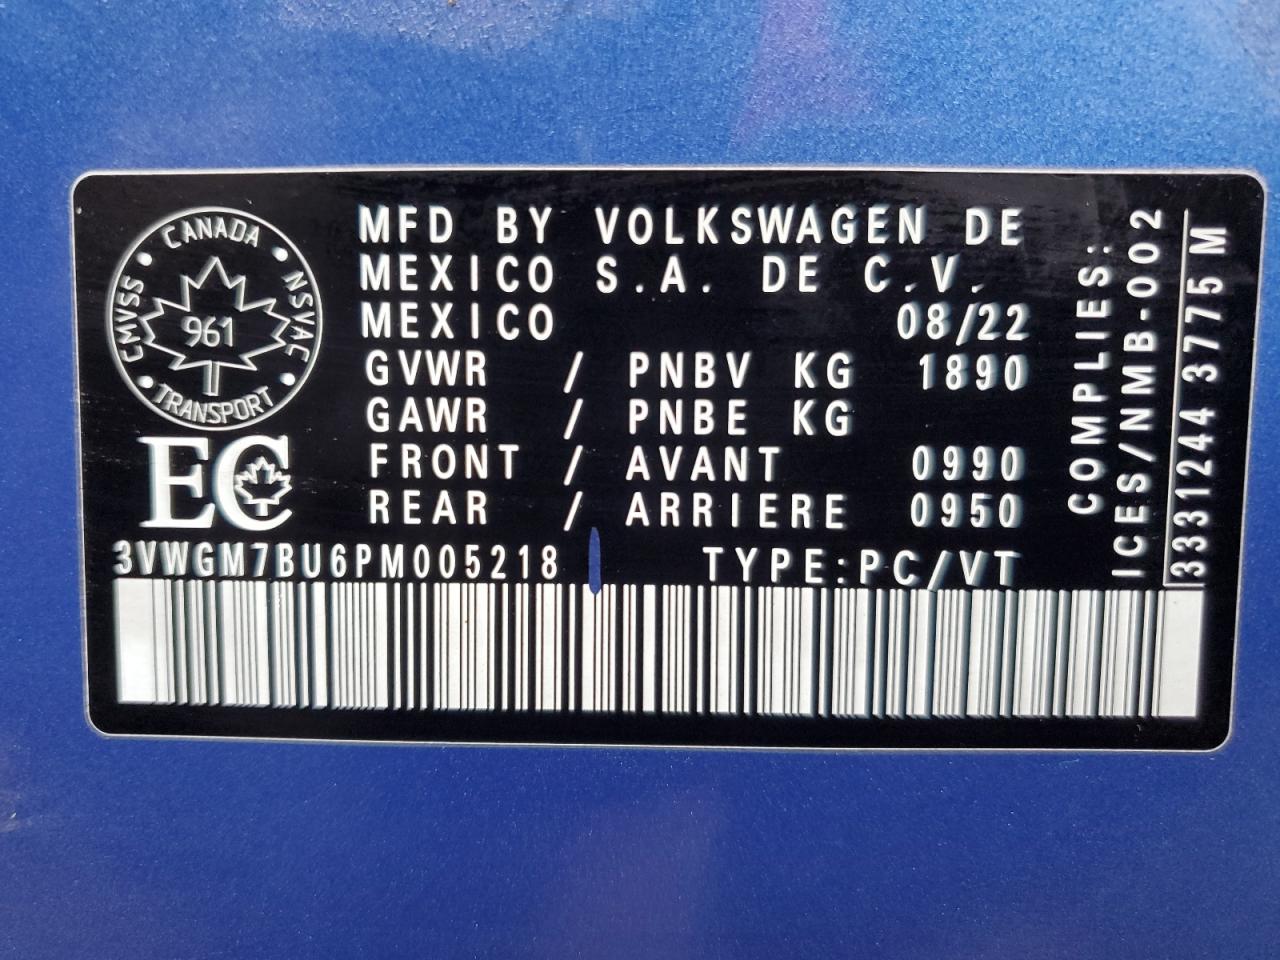 CANADA
CMVSS
NSVAC
961
TRANSPORT
EC
MFD BY VOLKSWAGEN DE
MEXICO S.A. DE C.V.
MEXICO 08/22
GVWR / PNBV KG 1890
GAWR / PNBE KG
FRONT / AVANT 0990
REAR / ARRIERE 0950
3VWGM7BU6PM005218 TYPE:PC/VT
COMPLIES:
ICES/NMB-002
3331244 3775 M